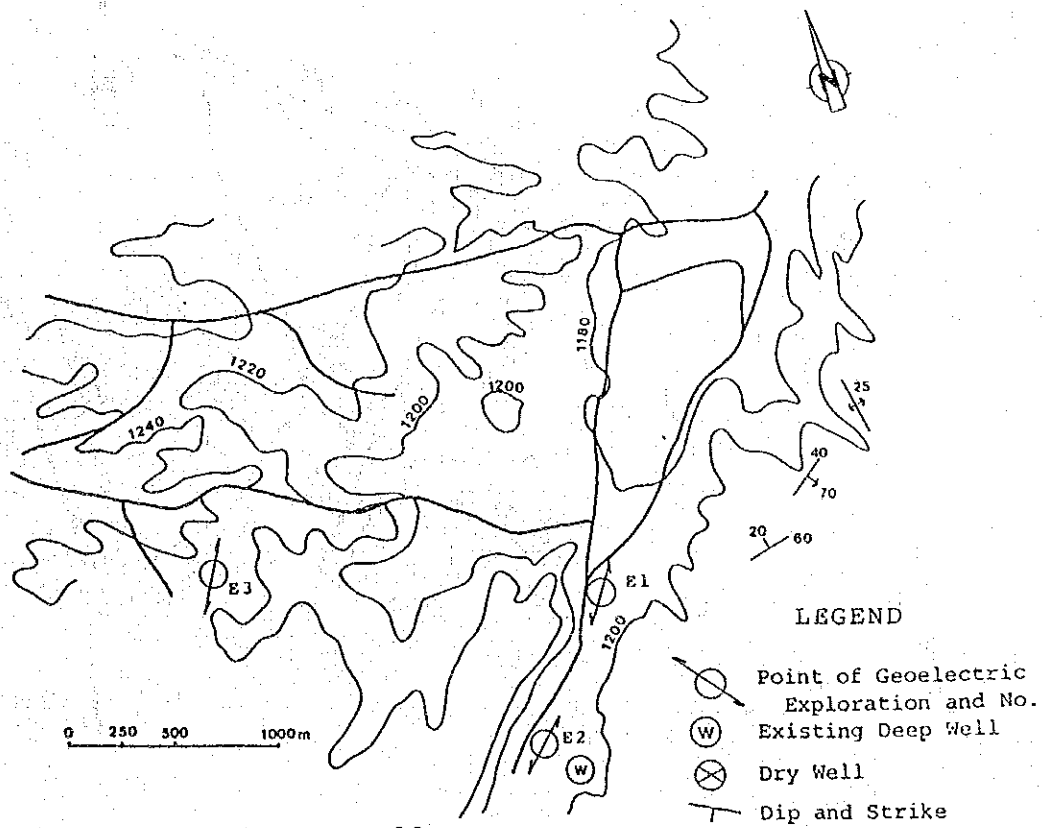 N
1180
1220
1200
1200
1240
25
40
70
20 60
E1
E3
1200
LEGEND
Point of Geoelectric
Exploration and No.
0 250 500 1000m
E2
W
W Existing Deep Well
Dry Well
Dip and Strike